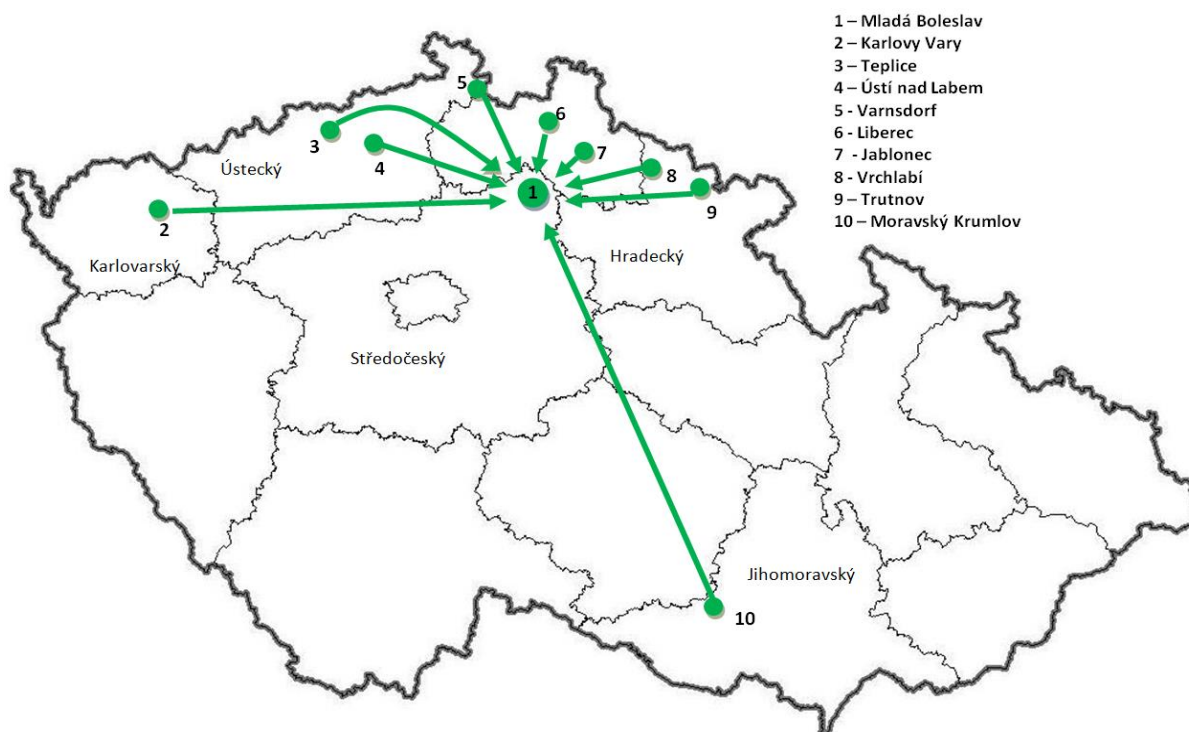 1 – Mladá Boleslav
2 – Karlovy Vary
3 – Teplice
4 – Ústí nad Labem
5 - Varnsdorf
6 - Liberec
7 - Jablonec
8 - Vrchlabí
9 – Trutnov
10 – Moravský Krumlov
5
6
3
4
7
Ústecký
8
1
9
2
Karlovarský
Hradecký
Středočeský
Jihomoravský
10